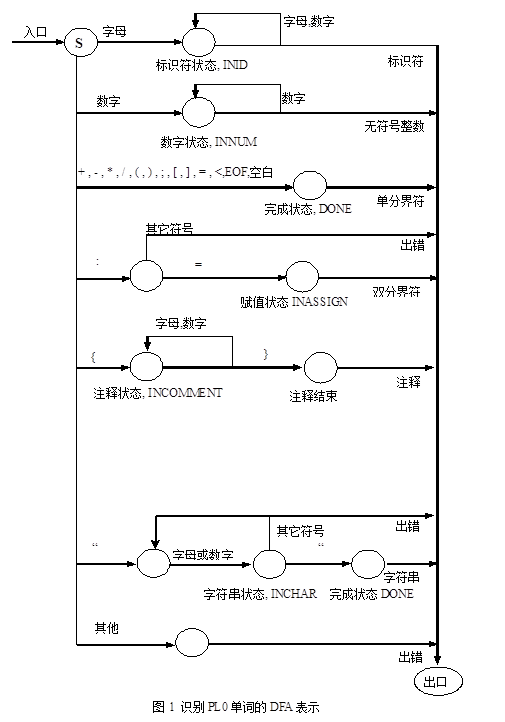 入口
S
字母
字母,数字
标识符状态, INID
标识符
数字
数字
数字状态, INNUM
无符号整数
+ , - , * , / , ( , ) , ; , [ , ] , = , <,EOF,空白
完成状态, DONE
单分界符
其它符号
出错
:
=
赋值状态 INASSIGN
双分界符
字母,数字
{
}
注释状态, INCOMMENT
注释结束
注释
出错
其它符号
“
字母或数字
“
字符串状态, INCHAR
完成状态 DONE
字符串
其他
出错
出口
图 1 识别 PL0 单词的 DFA 表示